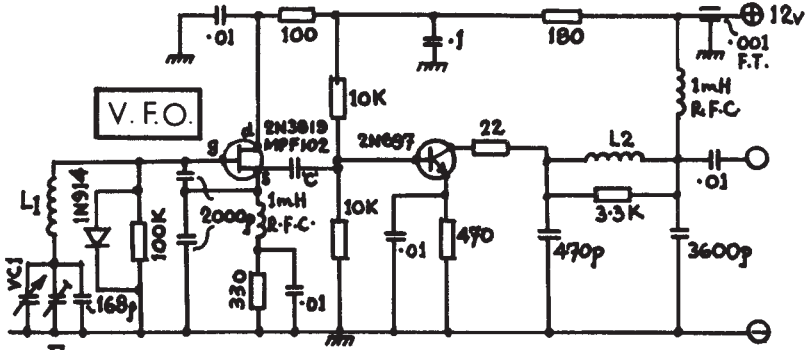 ⊕ 12v
.01
100
.1
180
.001
F.T.
1mH
R.F.C.
V.F.O.
10K
d
2N3819
MPF102
g
s
C
2N697
22
L2
.01
3.3K
L1
1N914
100K
2000p
1mH
R.F.C.
10K
.01
470
470p
3600p
VC1
168p
330
.01